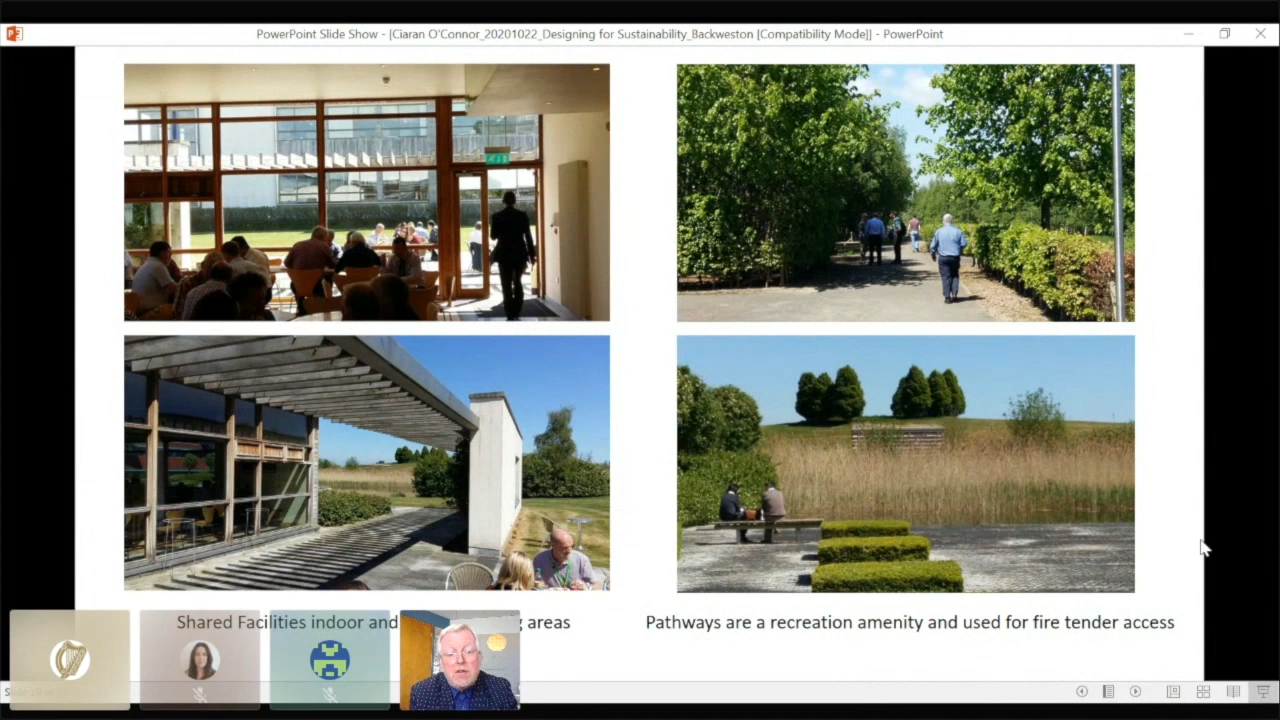 PowerPoint Slide Show - [Ciaran O'Connor_20201022_Designing for Sustainability_Backweston [Compatibility Mode]] - PowerPoint
Shared Facilities indoor and areas
Pathways are a recreation amenity and used for fire tender access